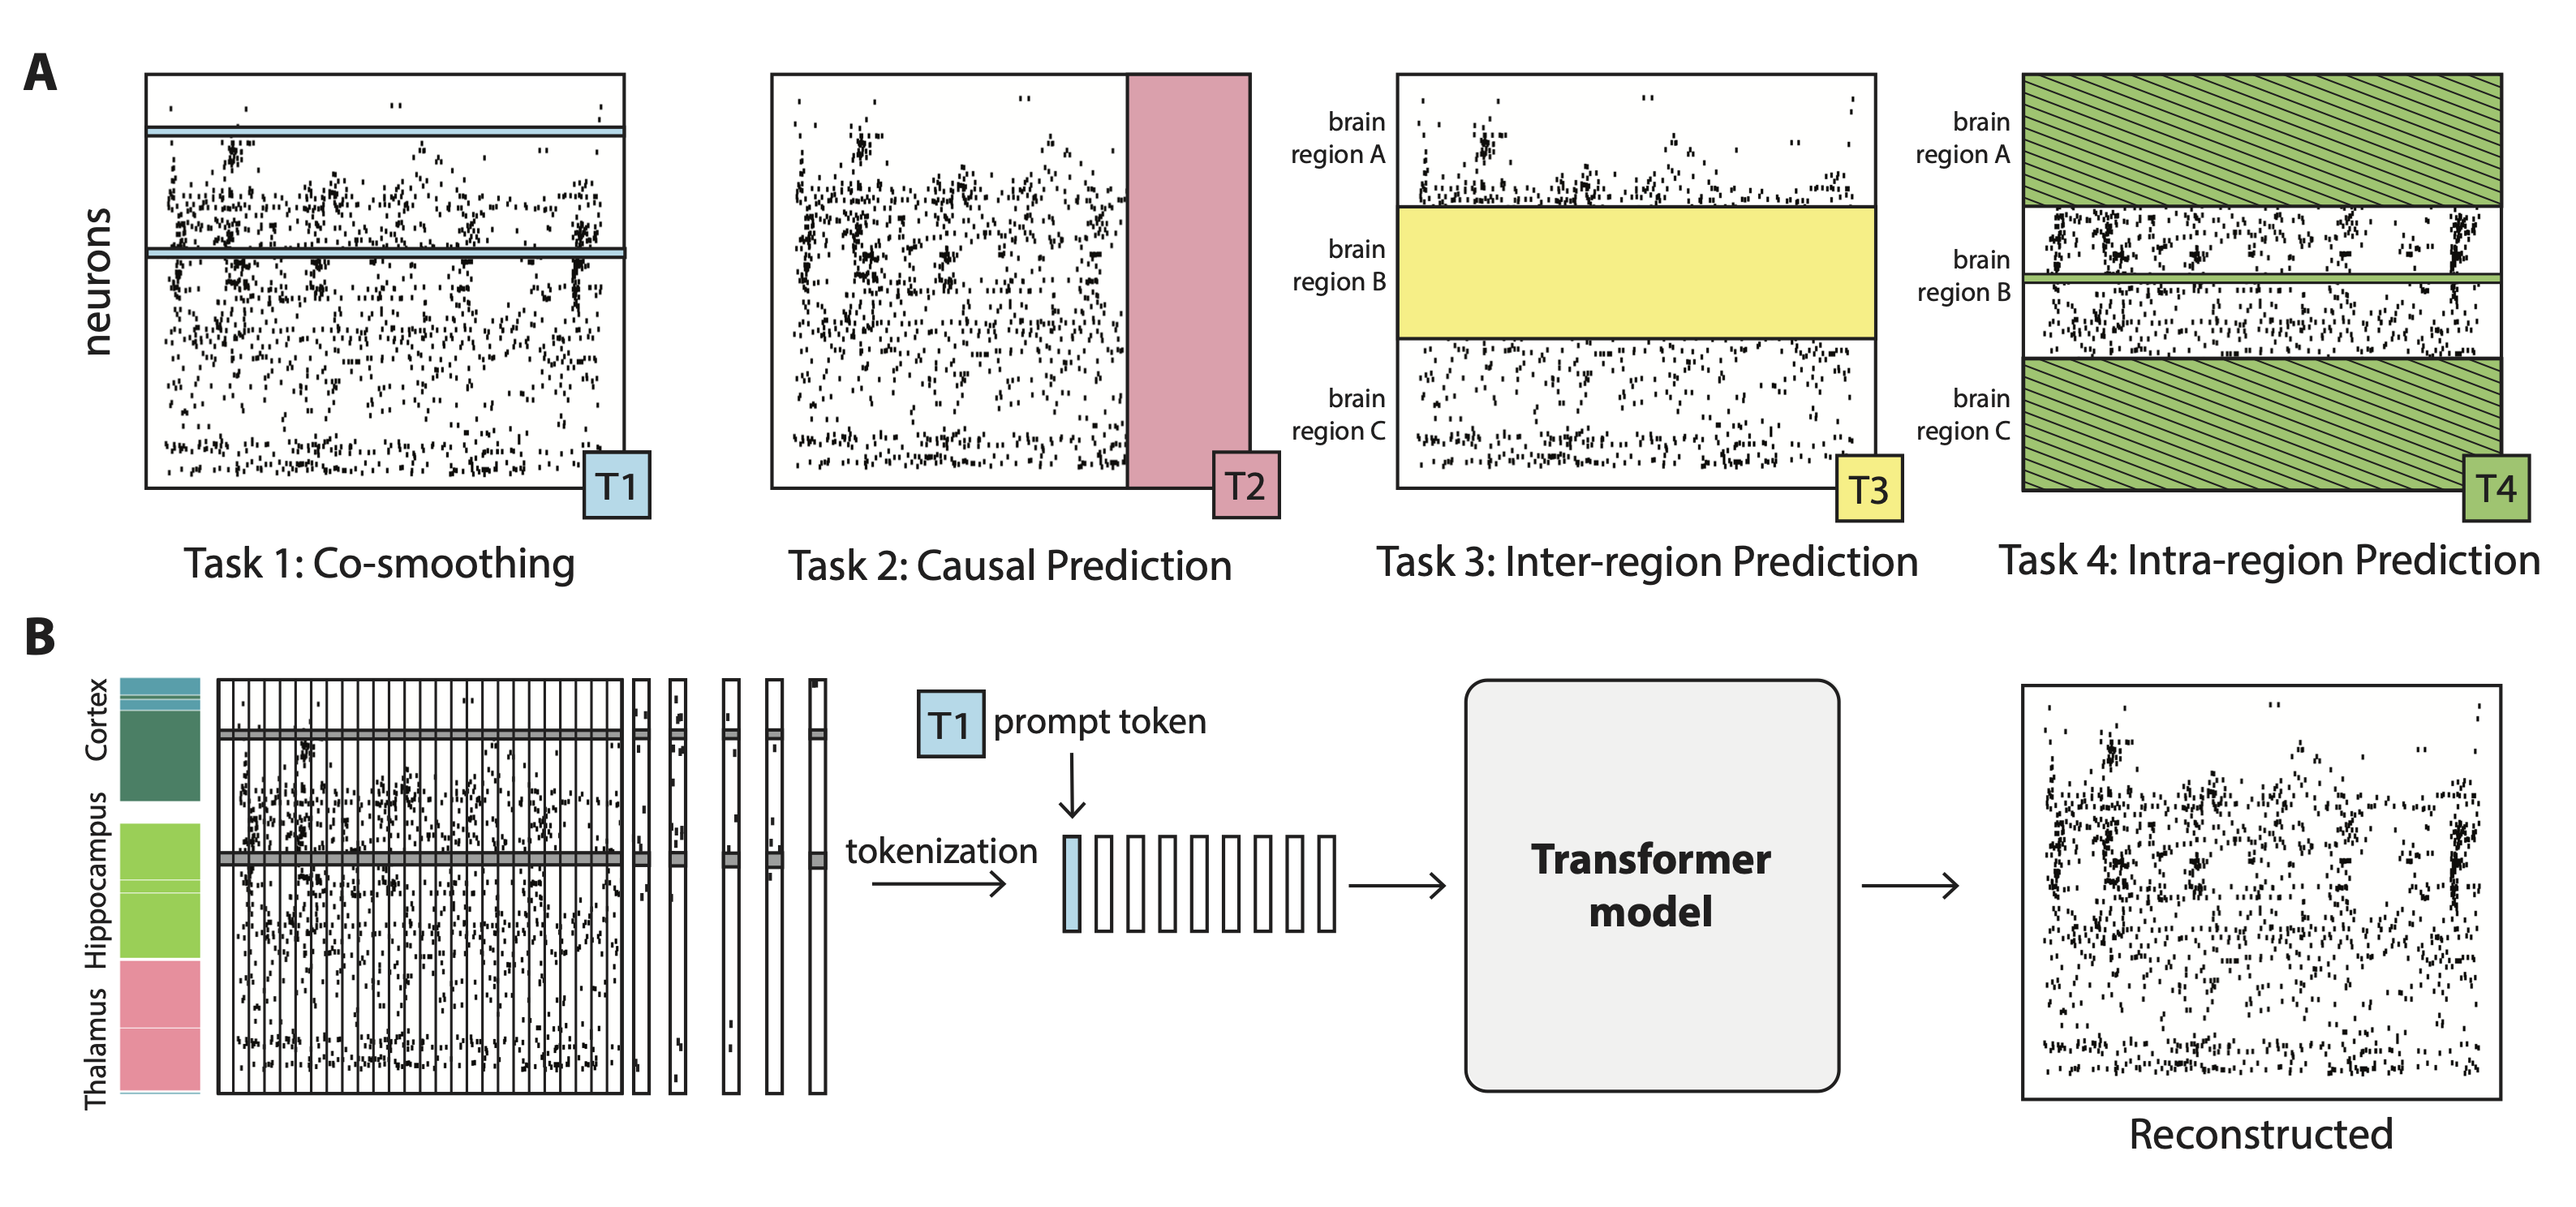 A
neurons
T1
Task 1: Co-smoothing
T2
Task 2: Causal Prediction
brain
region A
brain
region B
brain
region C
T3
Task 3: Inter-region Prediction
brain
region A
brain
region B
brain
region C
T4
Task 4: Intra-region Prediction
B
Cortex
Hippocampus
Thalamus
tokenization
T1
prompt token
Transformer
model
Reconstructed